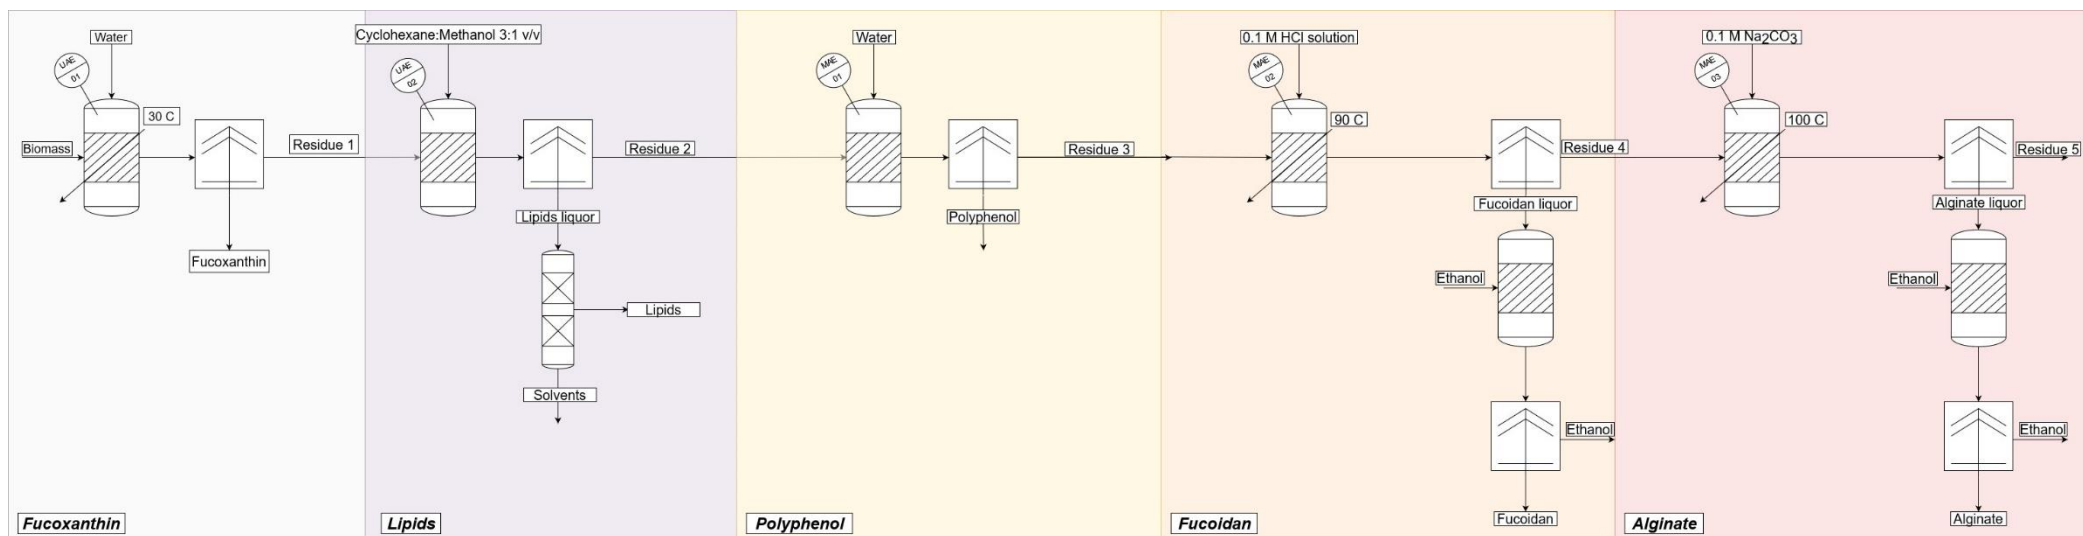 Water
UAE
01
30 C
Biomass
Residue 1
Fucoxanthin
Fucoxanthin
Cyclohexane:Methanol 3:1 v/v
UAE
02
Residue 2
Lipids liquor
Lipids
Solvents
Lipids
Water
MAE
01
Residue 3
Polyphenol
Polyphenol
0.1 M HCl solution
MAE
02
90 C
Residue 4
Fucoidan liquor
Ethanol
Ethanol
Fucoidan
Fucoidan
0.1 M Na2CO3
MAE
03
100 C
Residue 5
Alginate liquor
Ethanol
Ethanol
Alginate
Alginate